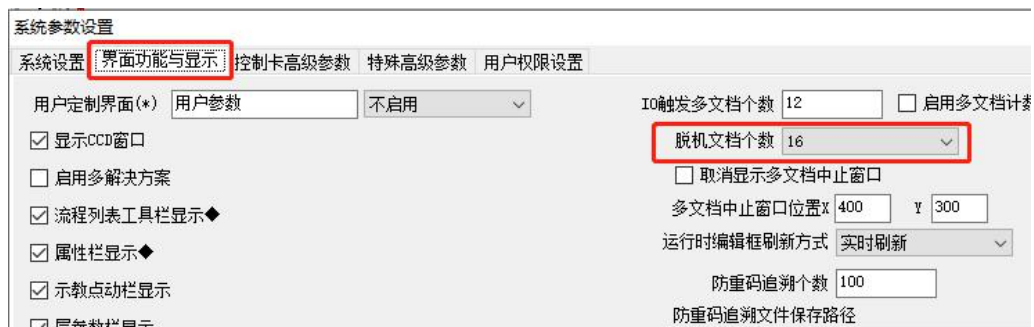 系统参数设置
系统设置 界面功能与显示 控制卡高级参数 特殊高级参数 用户权限设置
用户定制界面(*) 用户参数 不启用 IO触发多文档个数 12 启用多文档计数
显示CCD窗口 脱机文档个数 16
启用多解决方案 取消显示多文档中止窗口
流程列表工具栏显示◆ 多文档中止窗口位置X 400 Y 300
属性栏显示◆ 运行时编辑框刷新方式 实时刷新
示教点动栏显示 防重码追溯个数 100
层参数栏显示 防重码追溯文件保存路径